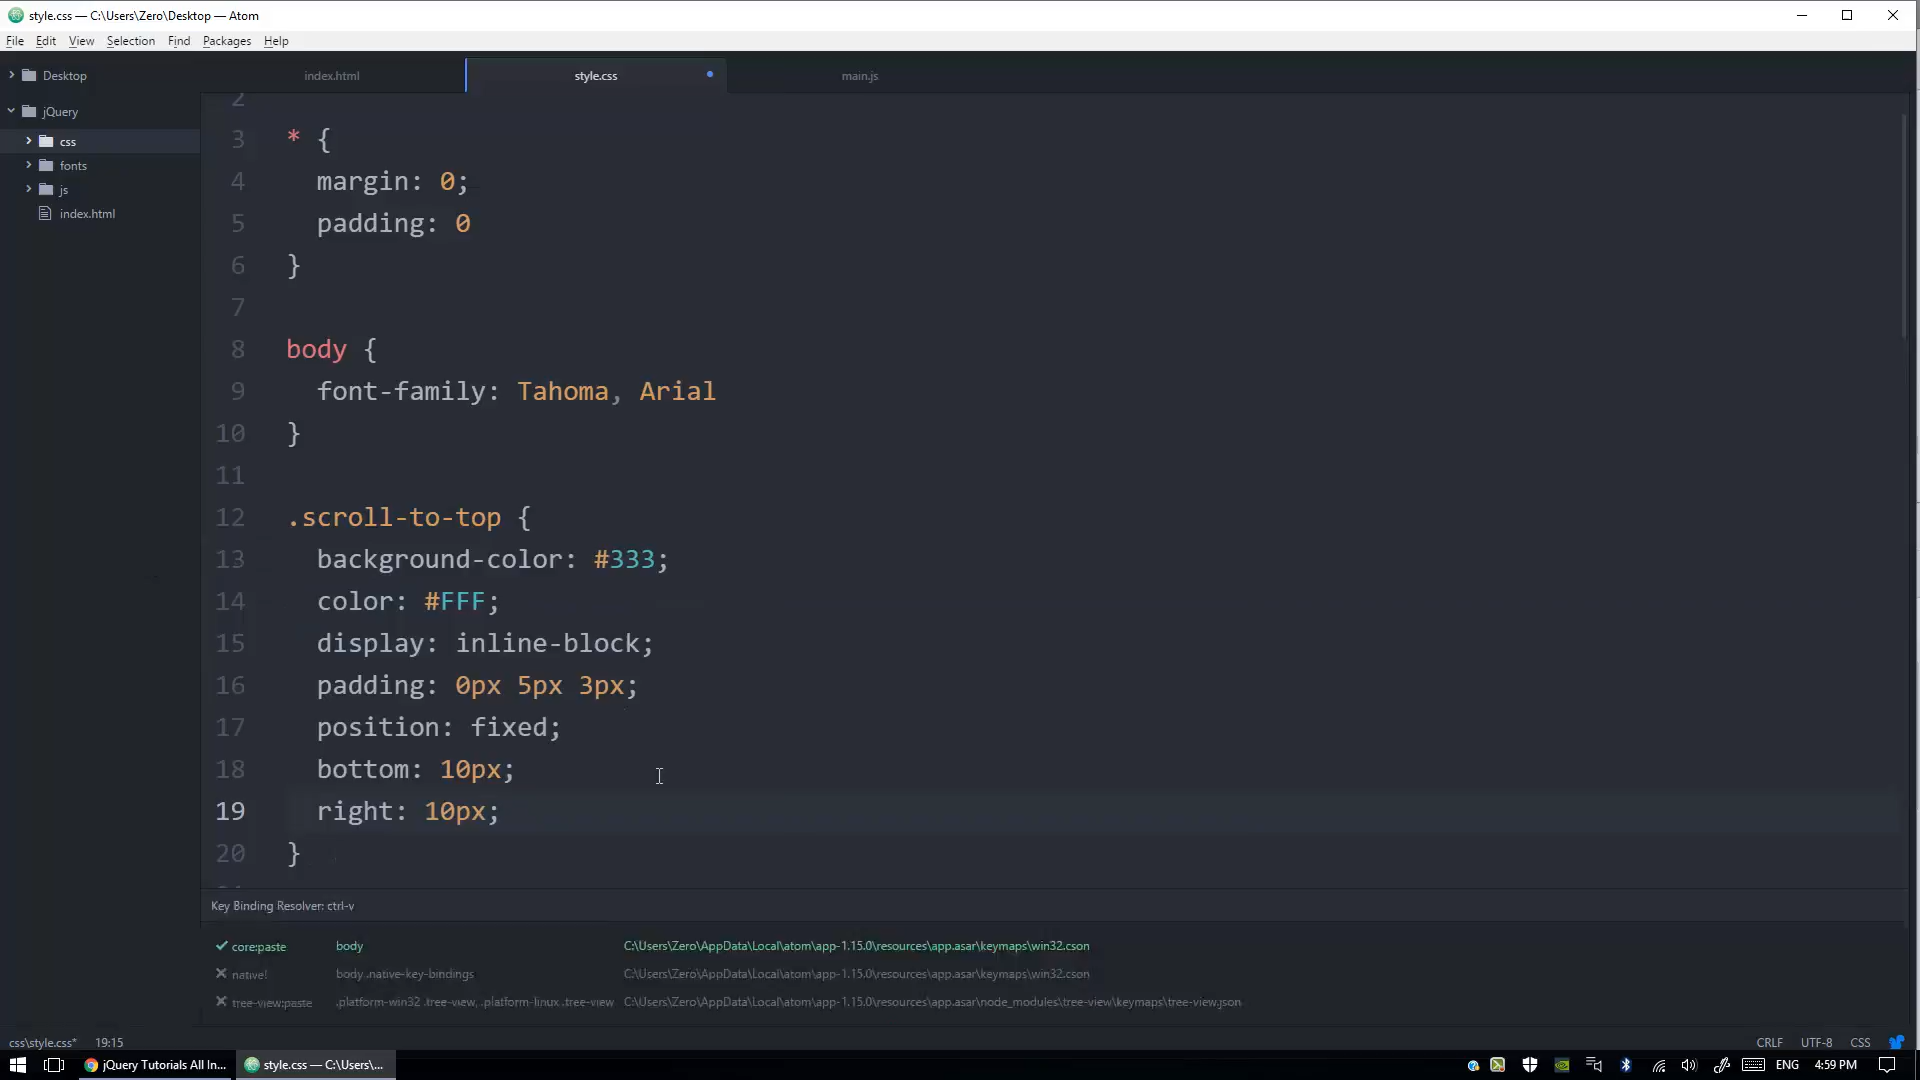 style.css — C:\Users\Zero\Desktop — Atom
File Edit View Selection Find Packages Help
Desktop
jQuery
css
fonts
js
index.html
index.html style.css main.js
2
3 * {
4 margin: 0;
5 padding: 0
6 }
7
8 body {
9 font-family: Tahoma, Arial
10 }
11
12 .scroll-to-top {
13 background-color: #333;
14 color: #FFF;
15 display: inline-block;
16 padding: 0px 5px 3px;
17 position: fixed;
18 bottom: 10px;
19 right: 10px;
20 }
Key Binding Resolver: ctrl-v
core:paste body C:\Users\Zero\AppData\Local\atom\app-1.15.0\resources\app.asar\keymaps\win32.cson
native! body .native-key-bindings C:\Users\Zero\AppData\Local\atom\app-1.15.0\resources\app.asar\keymaps\win32.cson
tree-view:paste .platform-win32 .tree-view, .platform-linux .tree-view C:\Users\Zero\AppData\Local\atom\app-1.15.0\resources\app.asar\node_modules\tree-view\keymaps\tree-view.json
css\style.css* 19:15 CRLF UTF-8 CSS
jQuery Tutorials All In... style.css — C:\Users\... ENG 4:59 PM